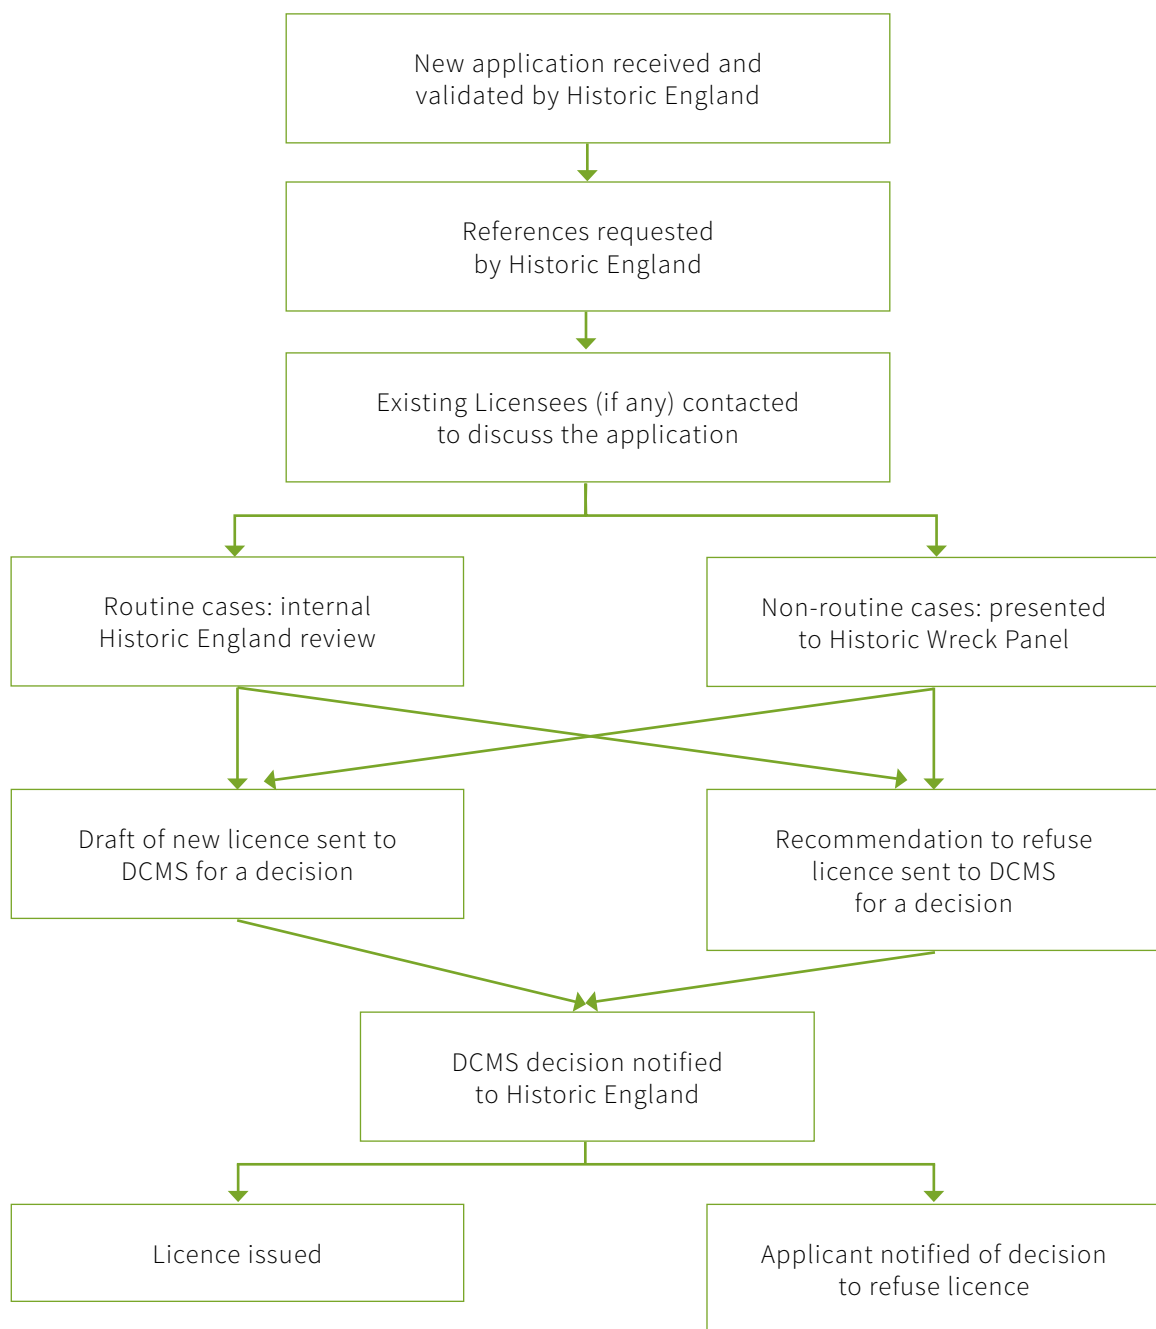 New application received and
validated by Historic England
References requested
by Historic England
Existing Licensees (if any) contacted
to discuss the application
Routine cases: internal
Historic England review
Non-routine cases: presented
to Historic Wreck Panel
Draft of new licence sent to
DCMS for a decision
Recommendation to refuse
licence sent to DCMS
for a decision
DCMS decision notified
to Historic England
Licence issued
Applicant notified of decision
to refuse licence